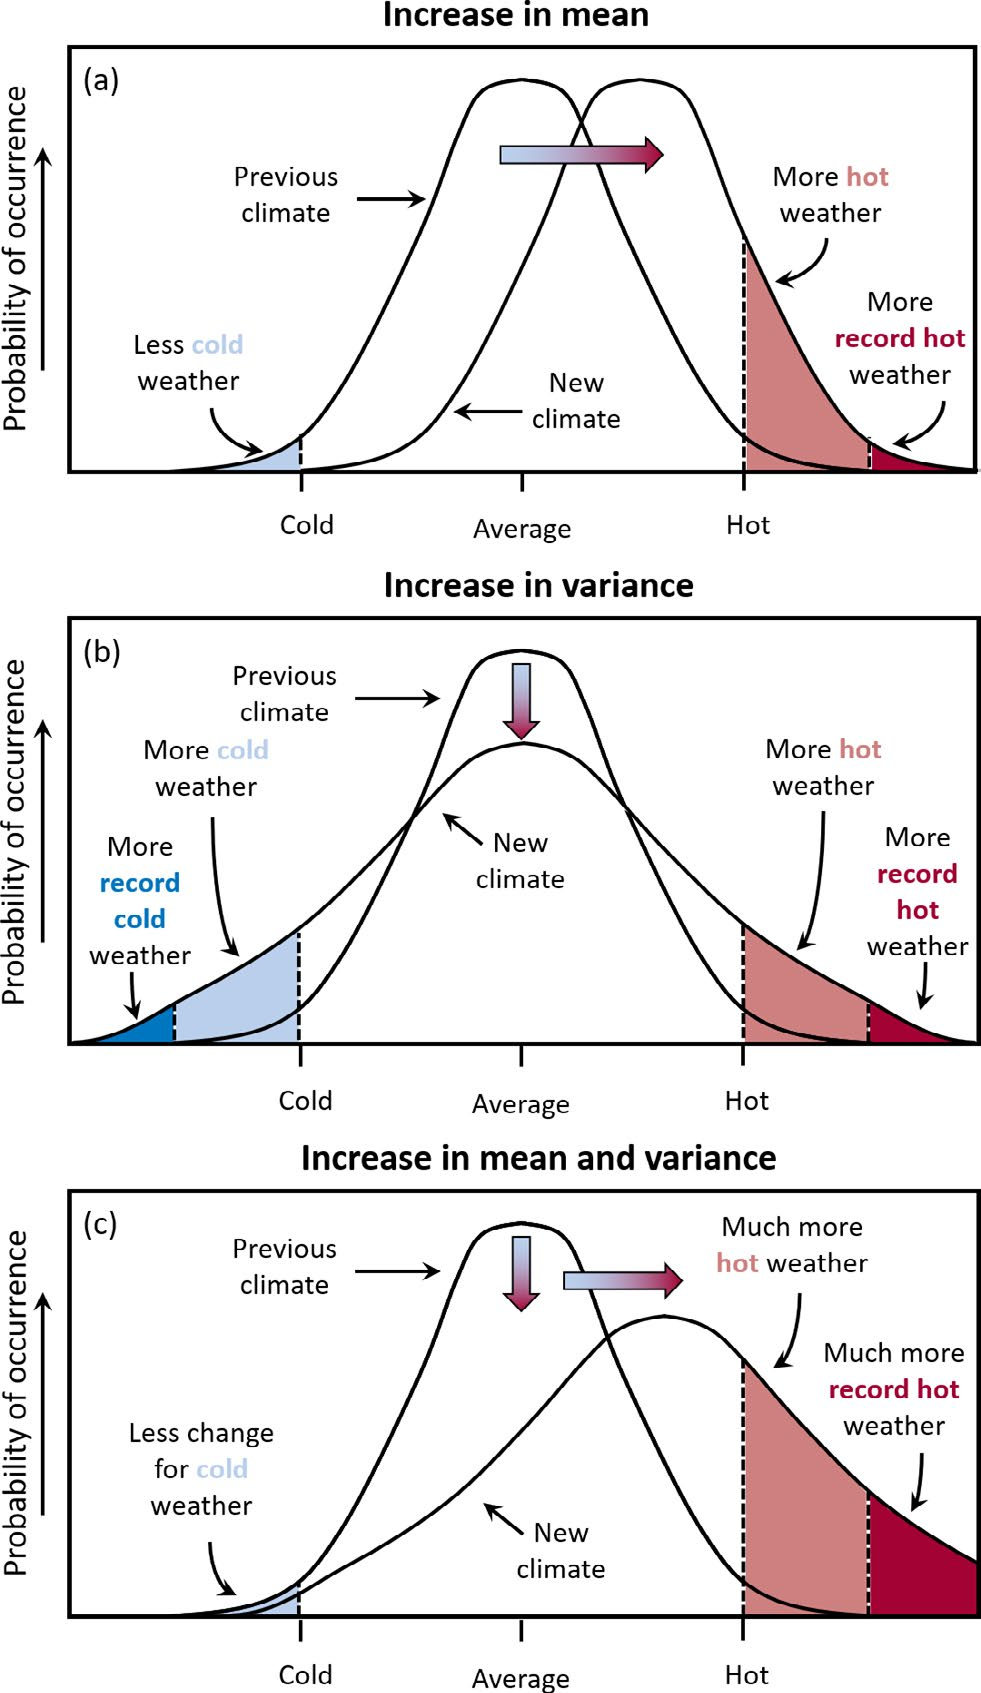 Increase in mean
(a)
Probability of occurrence
Previous
climate
More hot
weather
More
record hot
weather
Less cold
weather
New
climate
Cold
Average
Hot
Increase in variance
(b)
Probability of occurrence
Previous
climate
More cold
weather
More hot
weather
More
record
cold
weather
New
climate
More
record
hot
weather
Cold
Average
Hot
Increase in mean and variance
(c)
Probability of occurrence
Previous
climate
Much more
hot weather
Much more
record hot
weather
Less change
for cold
weather
New
climate
Cold
Average
Hot